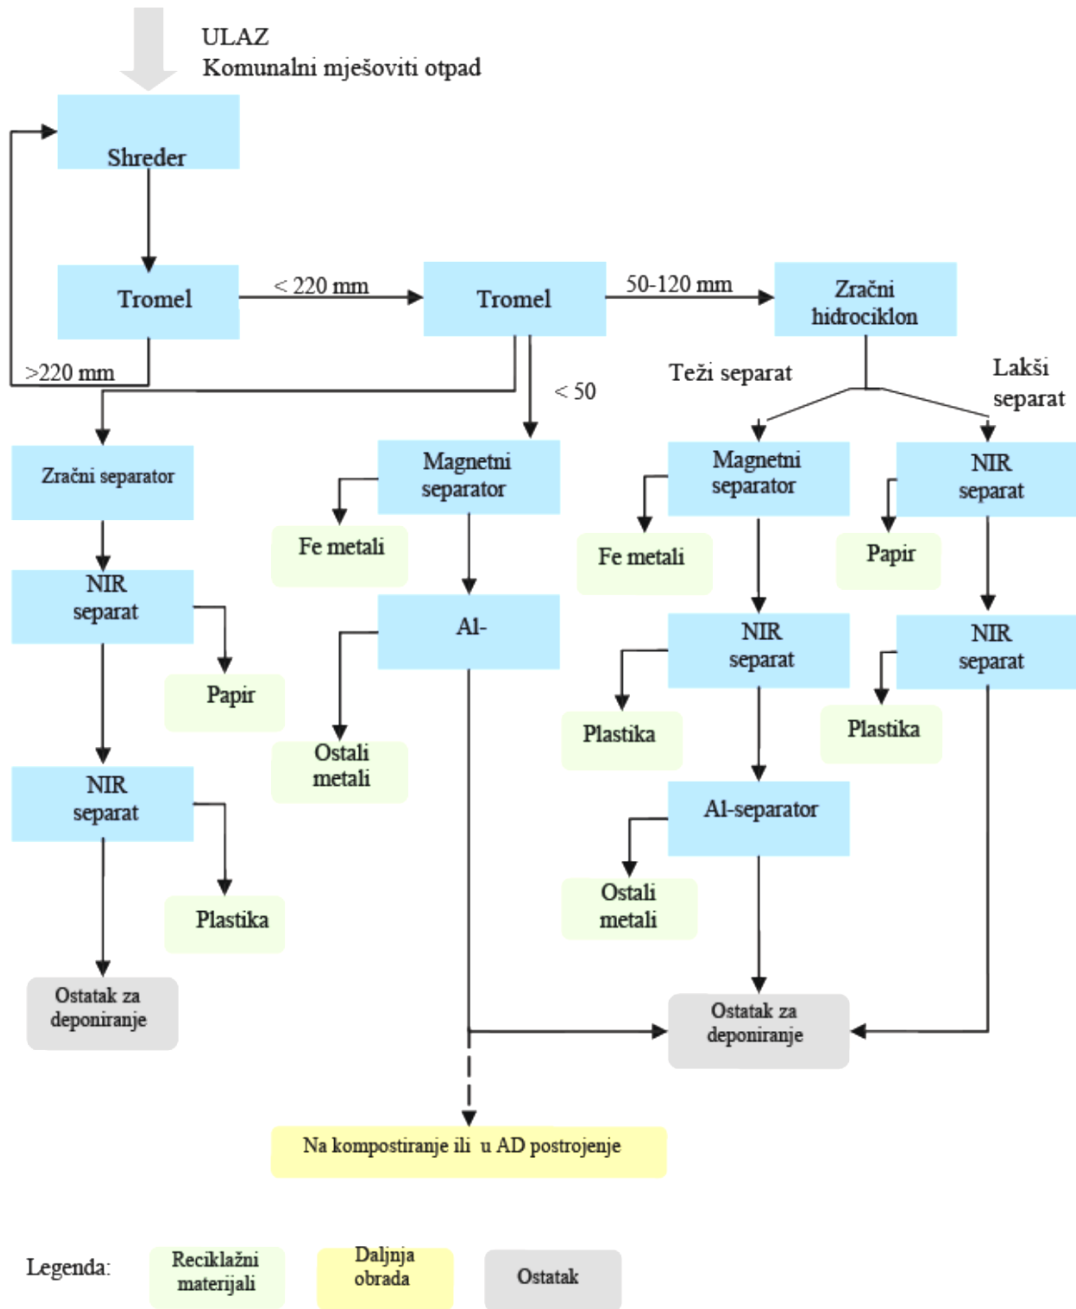 ULAZ
Komunalni mješoviti otpad
Shreder
Tromel
< 220 mm
Tromel
50-120 mm
Zračni
hidrociklon
>220 mm
< 50
Teži separat
Lakši
separat
Zračni separator
Magnetni
separator
Magnetni
separator
NIR
separat
Fe metali
Fe metali
Papir
NIR
separat
Al-
NIR
separat
NIR
separat
Papir
Ostali
metali
Plastika
Plastika
NIR
separat
Al-separator
Plastika
Ostali
metali
Ostatak za
deponiranje
Ostatak za
deponiranje
Na kompostiranje ili u AD postrojenje
Legenda:
Reciklažni
materijali
Daljnja
obrada
Ostatak